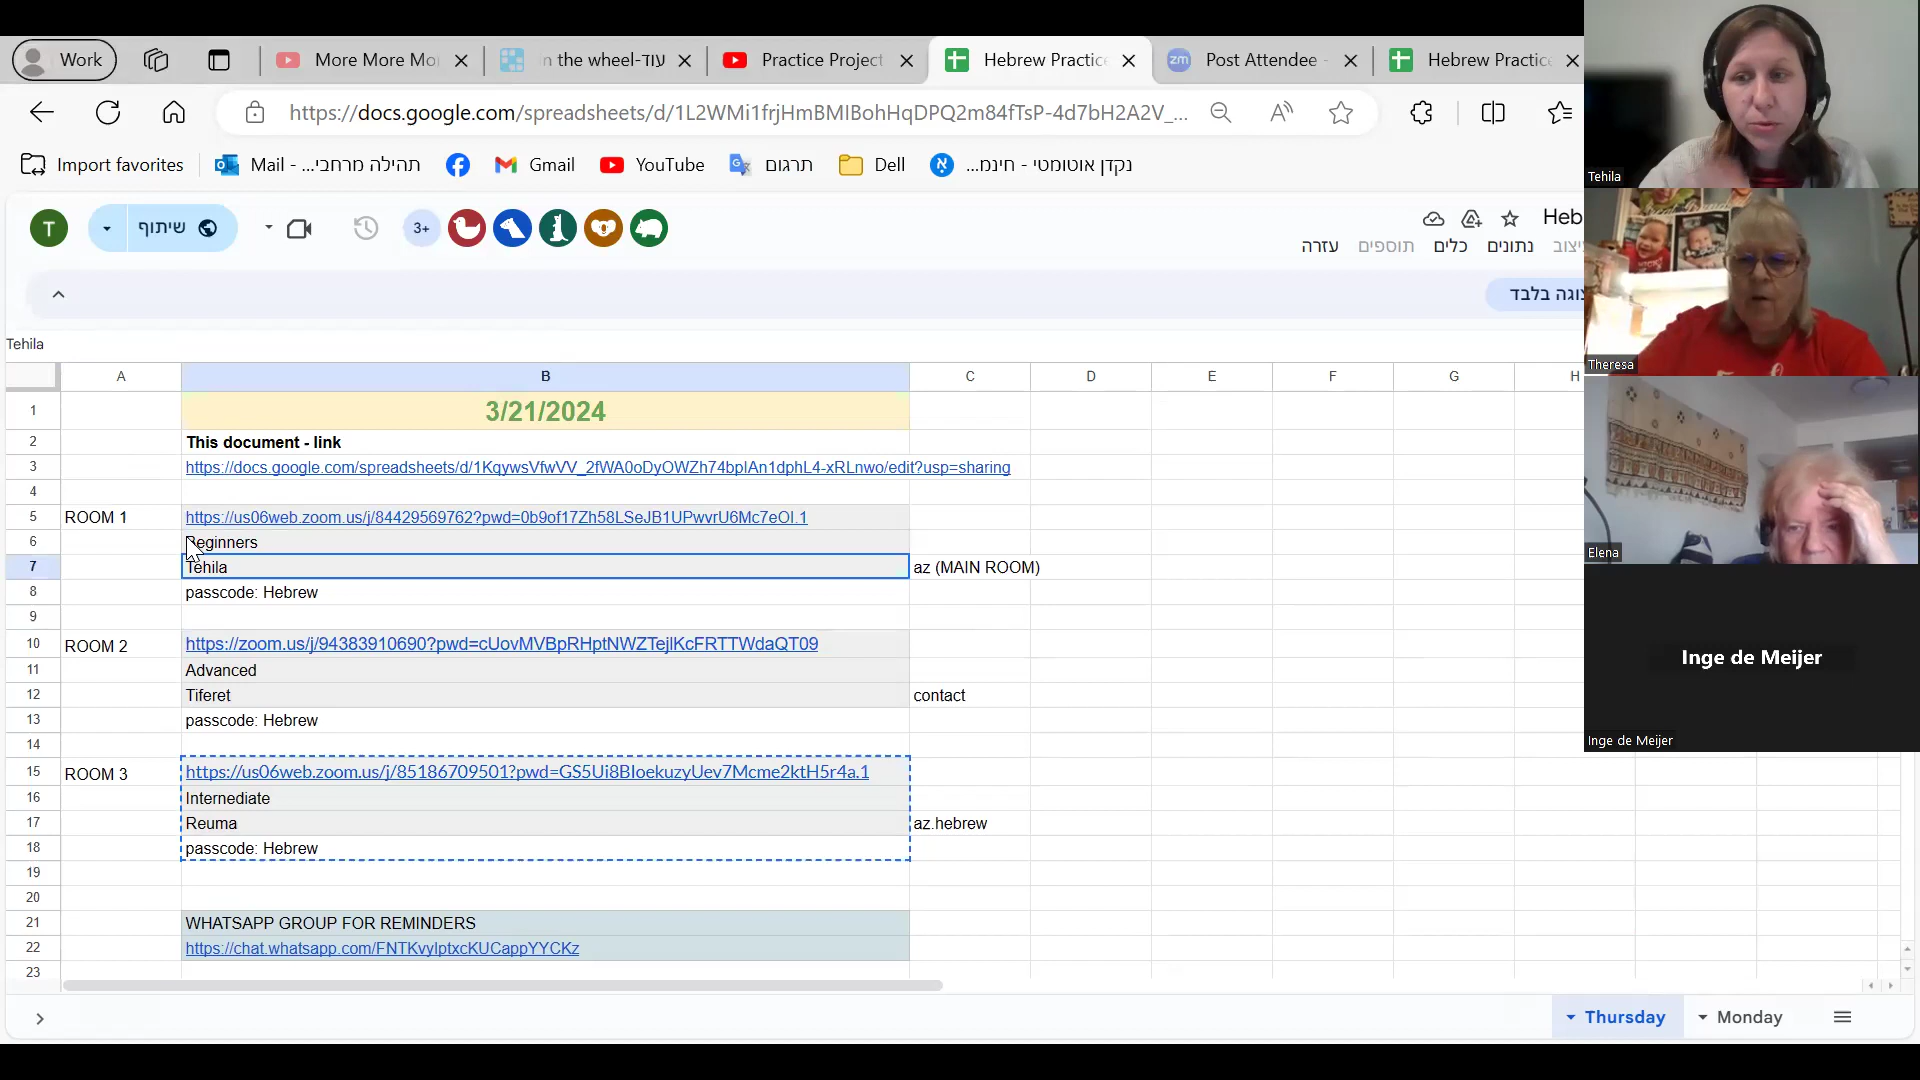 Work
More More Mo
n the wheel-עוד
Practice Project
Hebrew Practice
Post Attendee -
Hebrew Practice
https://docs.google.com/spreadsheets/d/1L2WMi1frjHmBMIBohHqDPQ2m84fTsP-4d7bH2A2V_...
Import favorites
Mail - ...תהילה מרחבי
Gmail
YouTube
תרגום
Dell
נקדן אוטומטי - חינמ...
T
שיתוף
3+
Heb
עזרה תוספים כלים נתונים יצוב
צוגה בלבד
Tehila
A B C D E F G H
1 3/21/2024
2 This document - link
3 https://docs.google.com/spreadsheets/d/1KqywsVfwVV_2fWA0oDyOWZh74bpIAn1dphL4-xRLnwo/edit?usp=sharing
4
5 ROOM 1 https://us06web.zoom.us/j/84429569762?pwd=0b9of17Zh58LSeJB1UPwvrU6Mc7eOI.1
6 Beginners
7 Tehila az (MAIN ROOM)
8 passcode: Hebrew
9
10 ROOM 2 https://zoom.us/j/94383910690?pwd=cUovMVBpRHptNWZTejlKcFRTTWdaQT09
11 Advanced
12 Tiferet contact
13 passcode: Hebrew
14
15 ROOM 3 https://us06web.zoom.us/j/85186709501?pwd=GS5Ui8BIoekuzyUev7Mcme2ktH5r4a.1
16 Internediate
17 Reuma az.hebrew
18 passcode: Hebrew
19
20
21 WHATSAPP GROUP FOR REMINDERS
22 https://chat.whatsapp.com/FNTKvylptxcKUCappYYCKz
23
Thursday
Monday
Tehila
Theresa
Elena
Inge de Meijer
Inge de Meijer